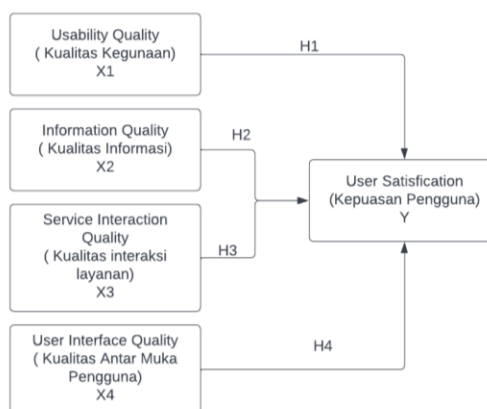 Usability Quality
( Kualitas Kegunaan)
X1
H1
Information Quality
( Kualitas Informasi)
X2
H2
Service Interaction
Quality
( Kualitas interaksi
layanan)
X3
H3
User Satisfication
(Kepuasan Pengguna)
Y
User Interface Quality
( Kualitas Antar Muka
Pengguna)
X4
H4